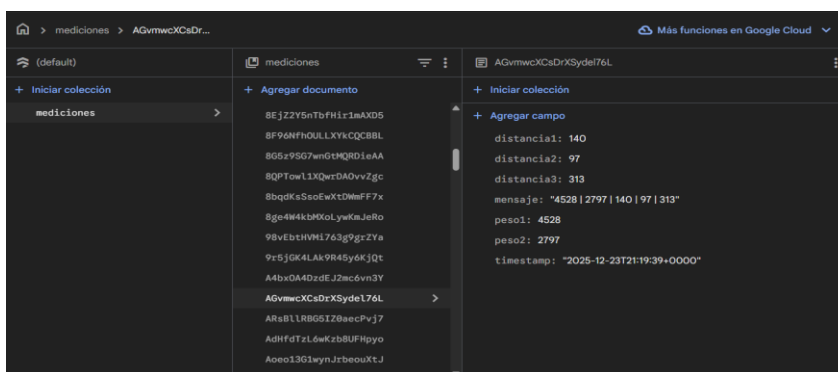 > mediciones > AGvmwcXCsDr...
Más funciones en Google Cloud
(default)
+ Iniciar colección
mediciones >
mediciones
+ Agregar documento
8EjZ2Y5nTbfHir1mAXD5
8F96NfhOULLXYkCQCBBL
8G5z9SG7wnGtMQRDieAA
8QPTowl1XQwrDAOvvZgc
8bqdKsSsoEwXtDWmFF7x
8ge4W4kbMXoLywKmJeRo
98vEbtHVMi763g9grZYa
9r5jGK4LAk9R45y6KjQt
A4bxOA4DzdEJ2mc6vn3Y
AGvmwcXCsDrXSydel76L >
ARsBllRBG5IZ0aecPvj7
AdHfdTzL6wKzb8UFHpyo
Aoeo13G1wynJrbeouXtJ
AGvmwcXCsDrXSydel76L
+ Iniciar colección
+ Agregar campo
distancia1: 140
distancia2: 97
distancia3: 313
mensaje: "4528 | 2797 | 140 | 97 | 313"
peso1: 4528
peso2: 2797
timestamp: "2025-12-23T21:19:39+0000"